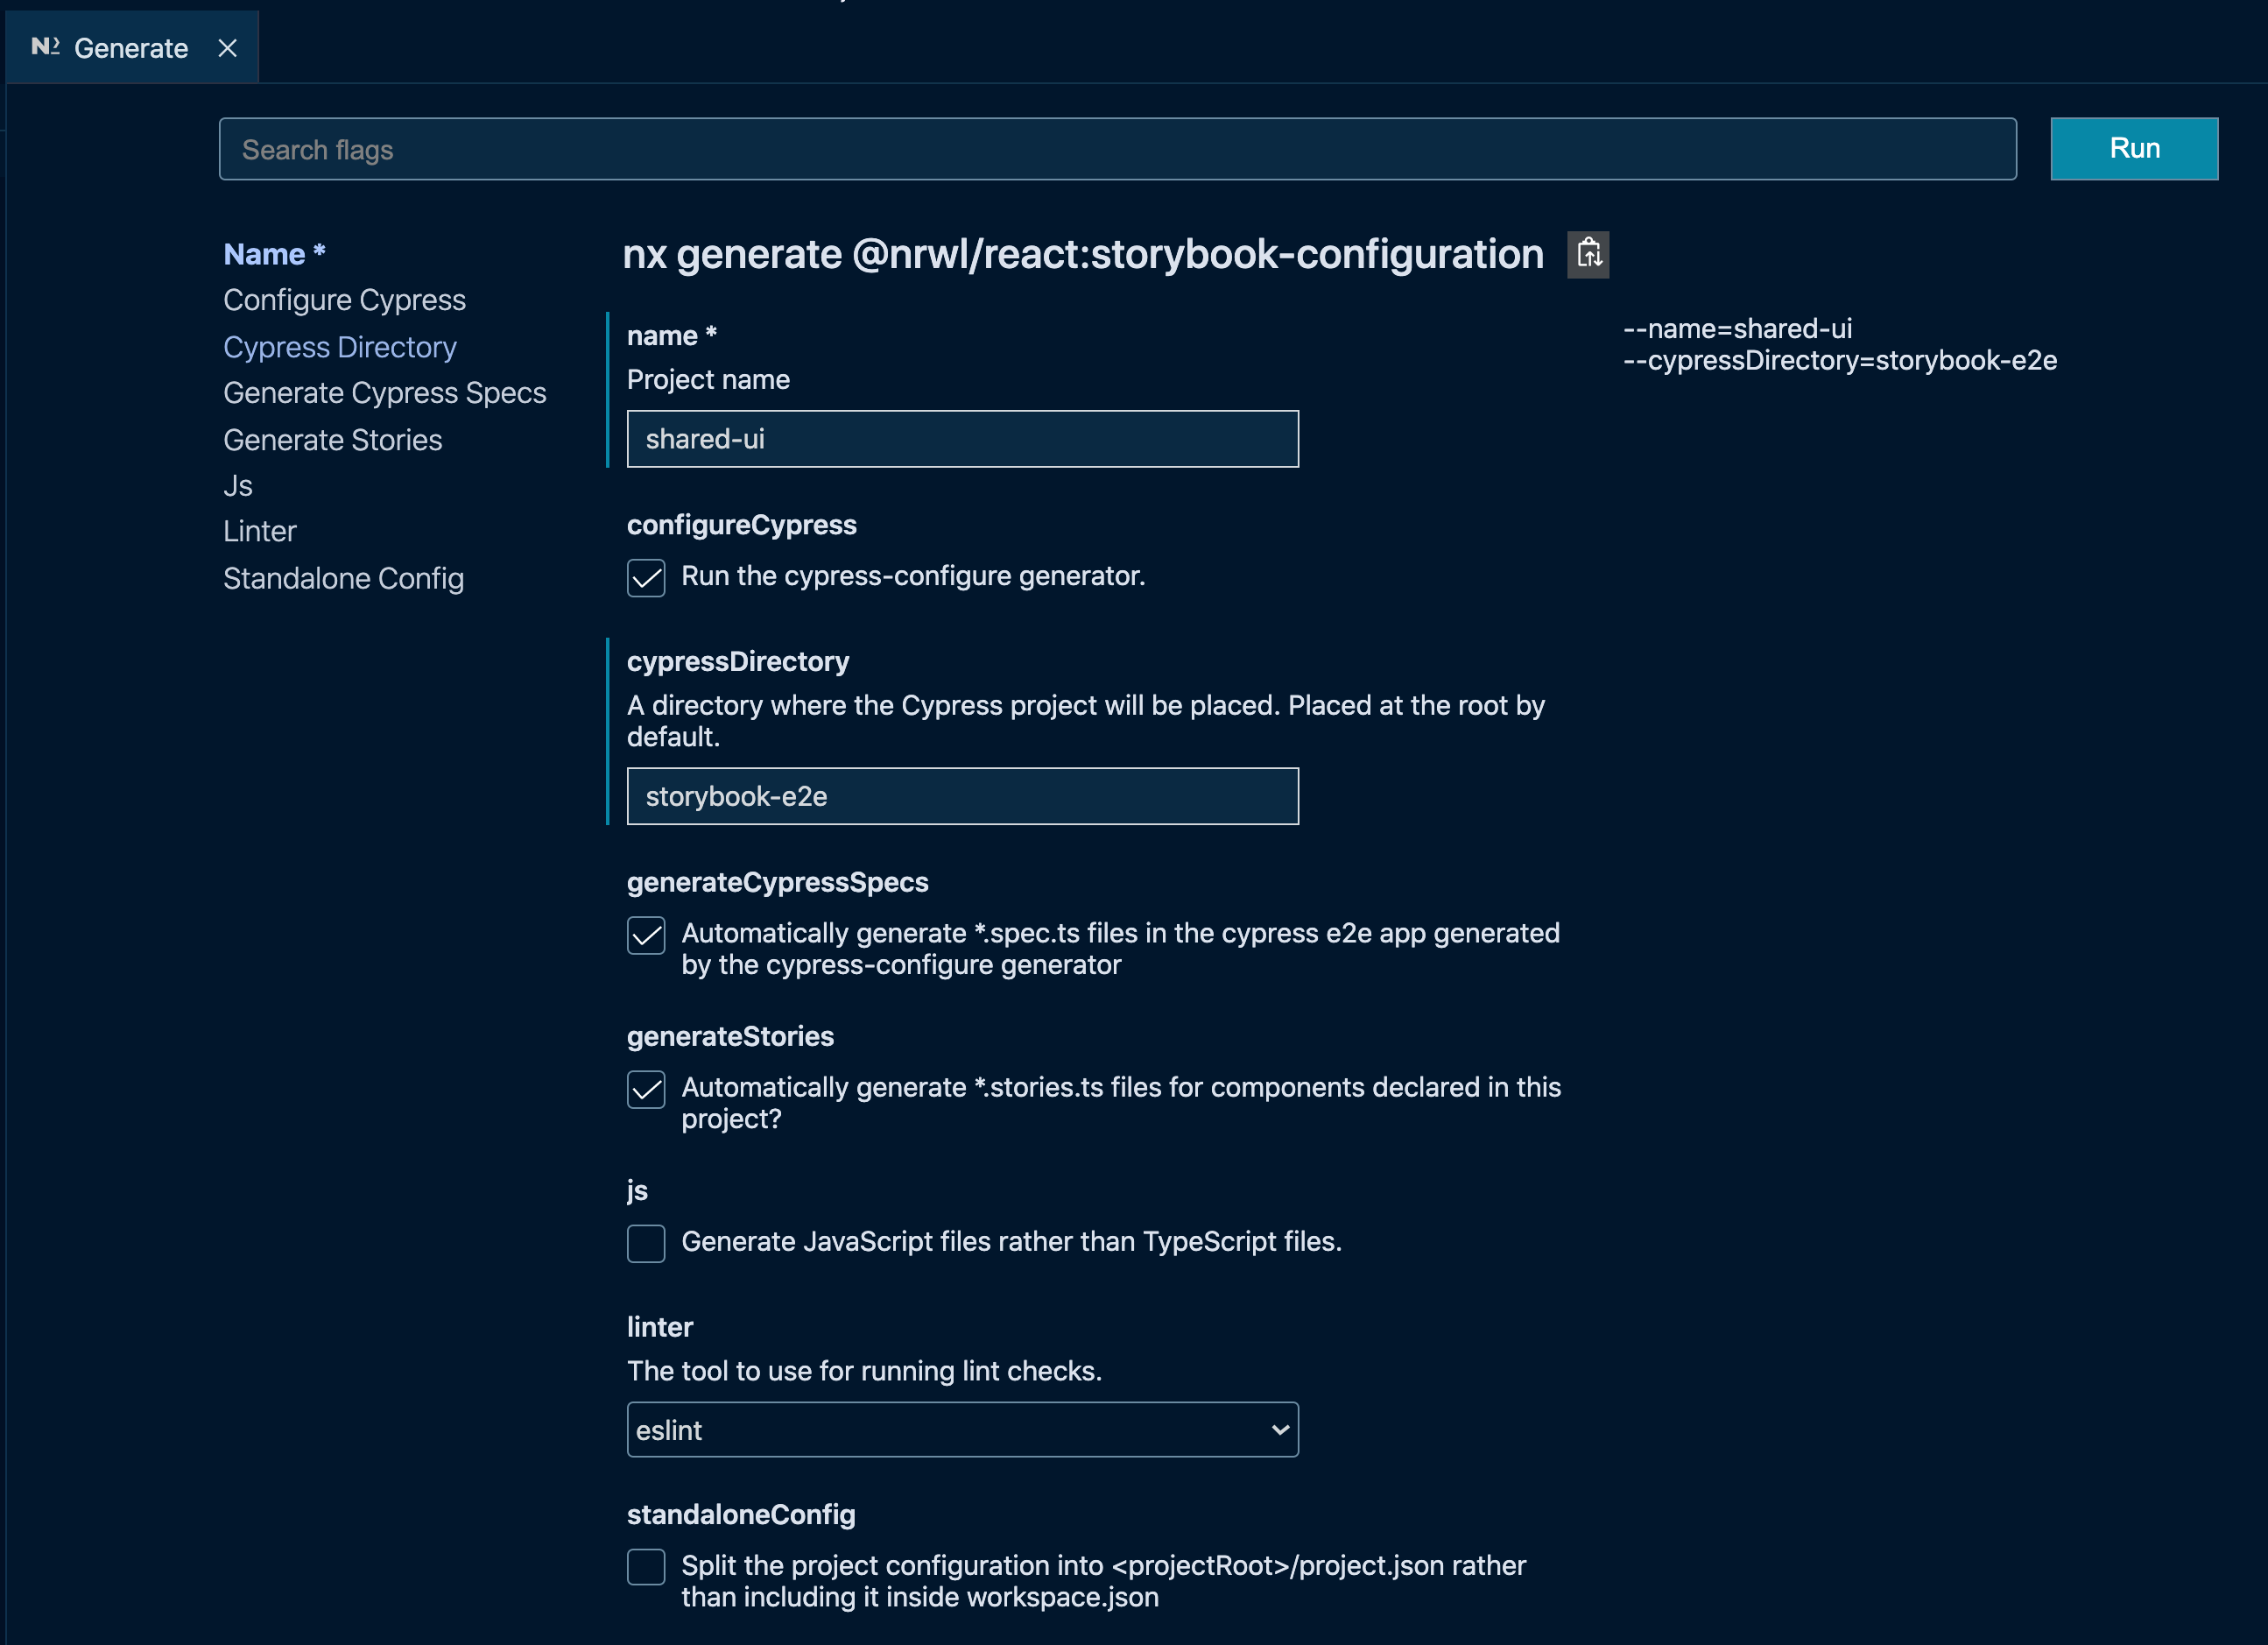 Generate
Search flags
Run
Name *
Configure Cypress
Cypress Directory
Generate Cypress Specs
Generate Stories
Js
Linter
Standalone Config
nx generate @nrwl/react:storybook-configuration
name *
Project name
shared-ui
configureCypress
Run the cypress-configure generator.
cypressDirectory
A directory where the Cypress project will be placed. Placed at the root by
default.
storybook-e2e
generateCypressSpecs
Automatically generate *.spec.ts files in the cypress e2e app generated
by the cypress-configure generator
generateStories
Automatically generate *.stories.ts files for components declared in this
project?
js
Generate JavaScript files rather than TypeScript files.
linter
The tool to use for running lint checks.
eslint
standaloneConfig
Split the project configuration into <projectRoot>/project.json rather
than including it inside workspace.json
--name=shared-ui
--cypressDirectory=storybook-e2e